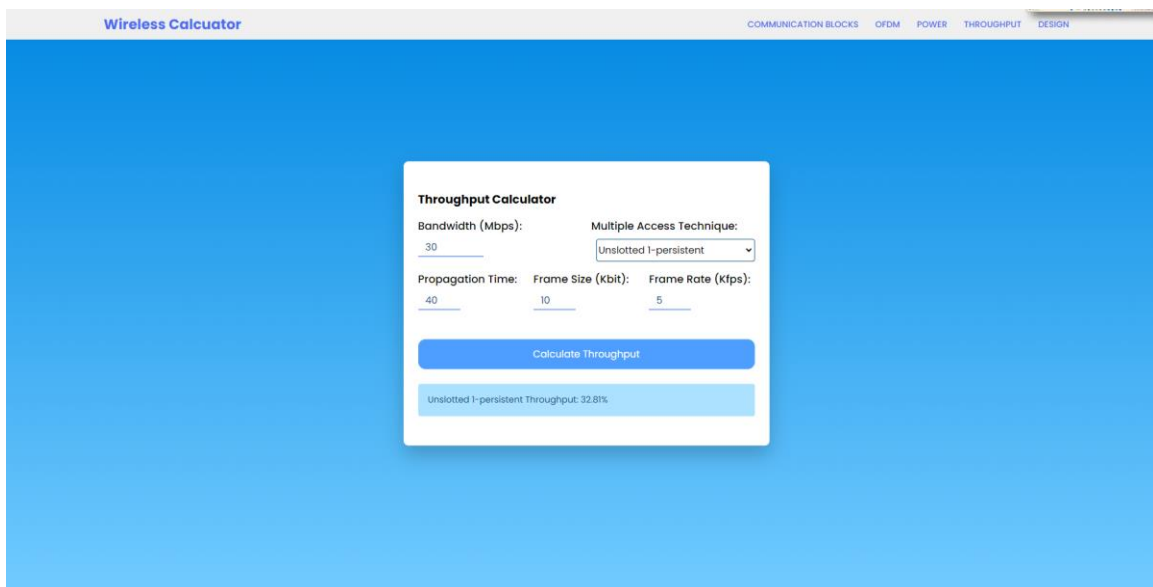 Wireless Calcuator
COMMUNICATION BLOCKS OFDM POWER THROUGHPUT DESIGN
Throughput Calculator
Bandwidth (Mbps): Multiple Access Technique:
30 Unslotted 1-persistent
Propagation Time: Frame Size (Kbit): Frame Rate (Kfps):
40 10 5
Calculate Throughput
Unslotted 1-persistent Throughput: 32.81%